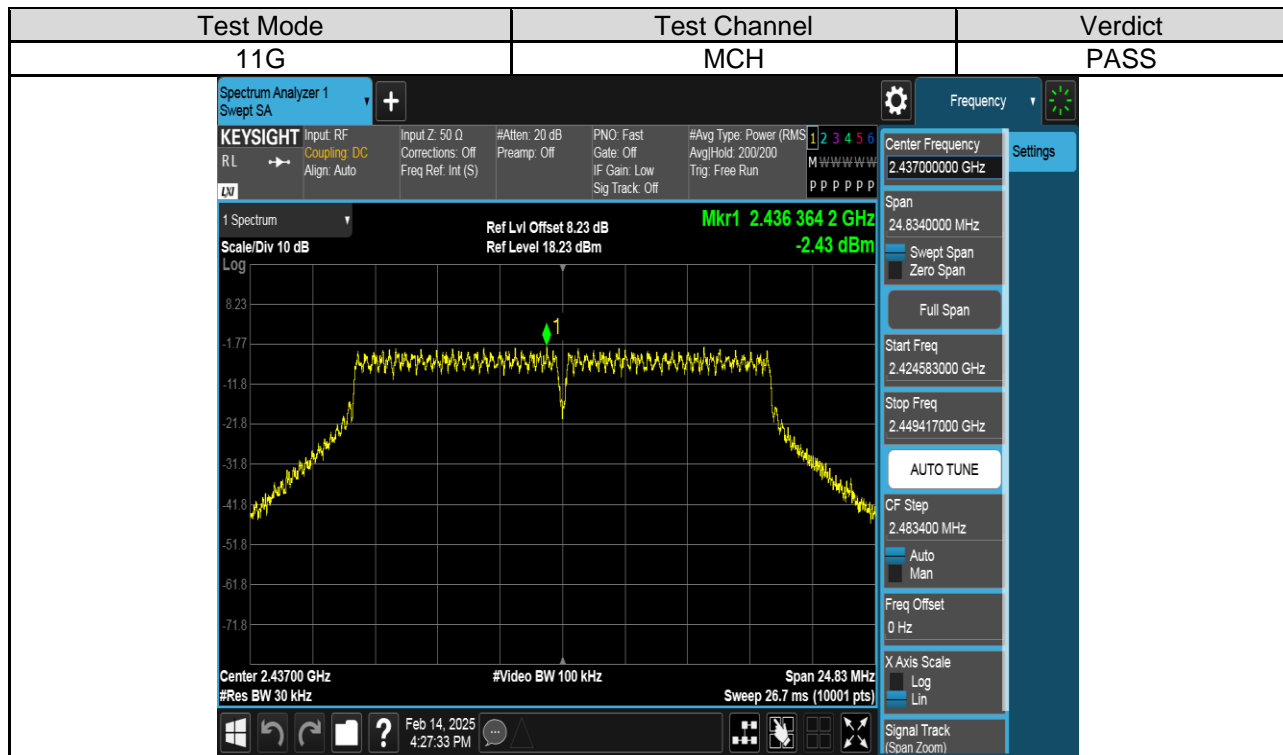 Test Mode Test Channel Verdict
11G MCH PASS
Spectrum Analyzer 1
Swept SA
+
Frequency
KEYSIGHT
RL
LXI
Input: RF
Coupling: DC
Align: Auto
Input Z: 50 Ω
Corrections: Off
Freq Ref: Int (S)
#Atten: 20 dB
Preamp: Off
PNO: Fast
Gate: Off
IF Gain: Low
Sig Track: Off
#Avg Type: Power (RMS
Avg|Hold: 200/200
Trig: Free Run
1 2 3 4 5 6
M W W W W W
P P P P P P
1 Spectrum
Scale/Div 10 dB
Log
Ref Lvl Offset 8.23 dB
Ref Level 18.23 dBm
Mkr1 2.436 364 2 GHz
-2.43 dBm
8.23
-1.77
-11.8
-21.8
-31.8
-41.8
-51.8
-61.8
-71.8
1
Center 2.43700 GHz
#Res BW 30 kHz
#Video BW 100 kHz
Span 24.83 MHz
Sweep 26.7 ms (10001 pts)
Center Frequency
2.437000000 GHz
Settings
Span
24.8340000 MHz
Swept Span
Zero Span
Full Span
Start Freq
2.424583000 GHz
Stop Freq
2.449417000 GHz
AUTO TUNE
CF Step
2.483400 MHz
Auto
Man
Freq Offset
0 Hz
X Axis Scale
Log
Lin
Signal Track
(Span Zoom)
?
Feb 14, 2025
4:27:33 PM